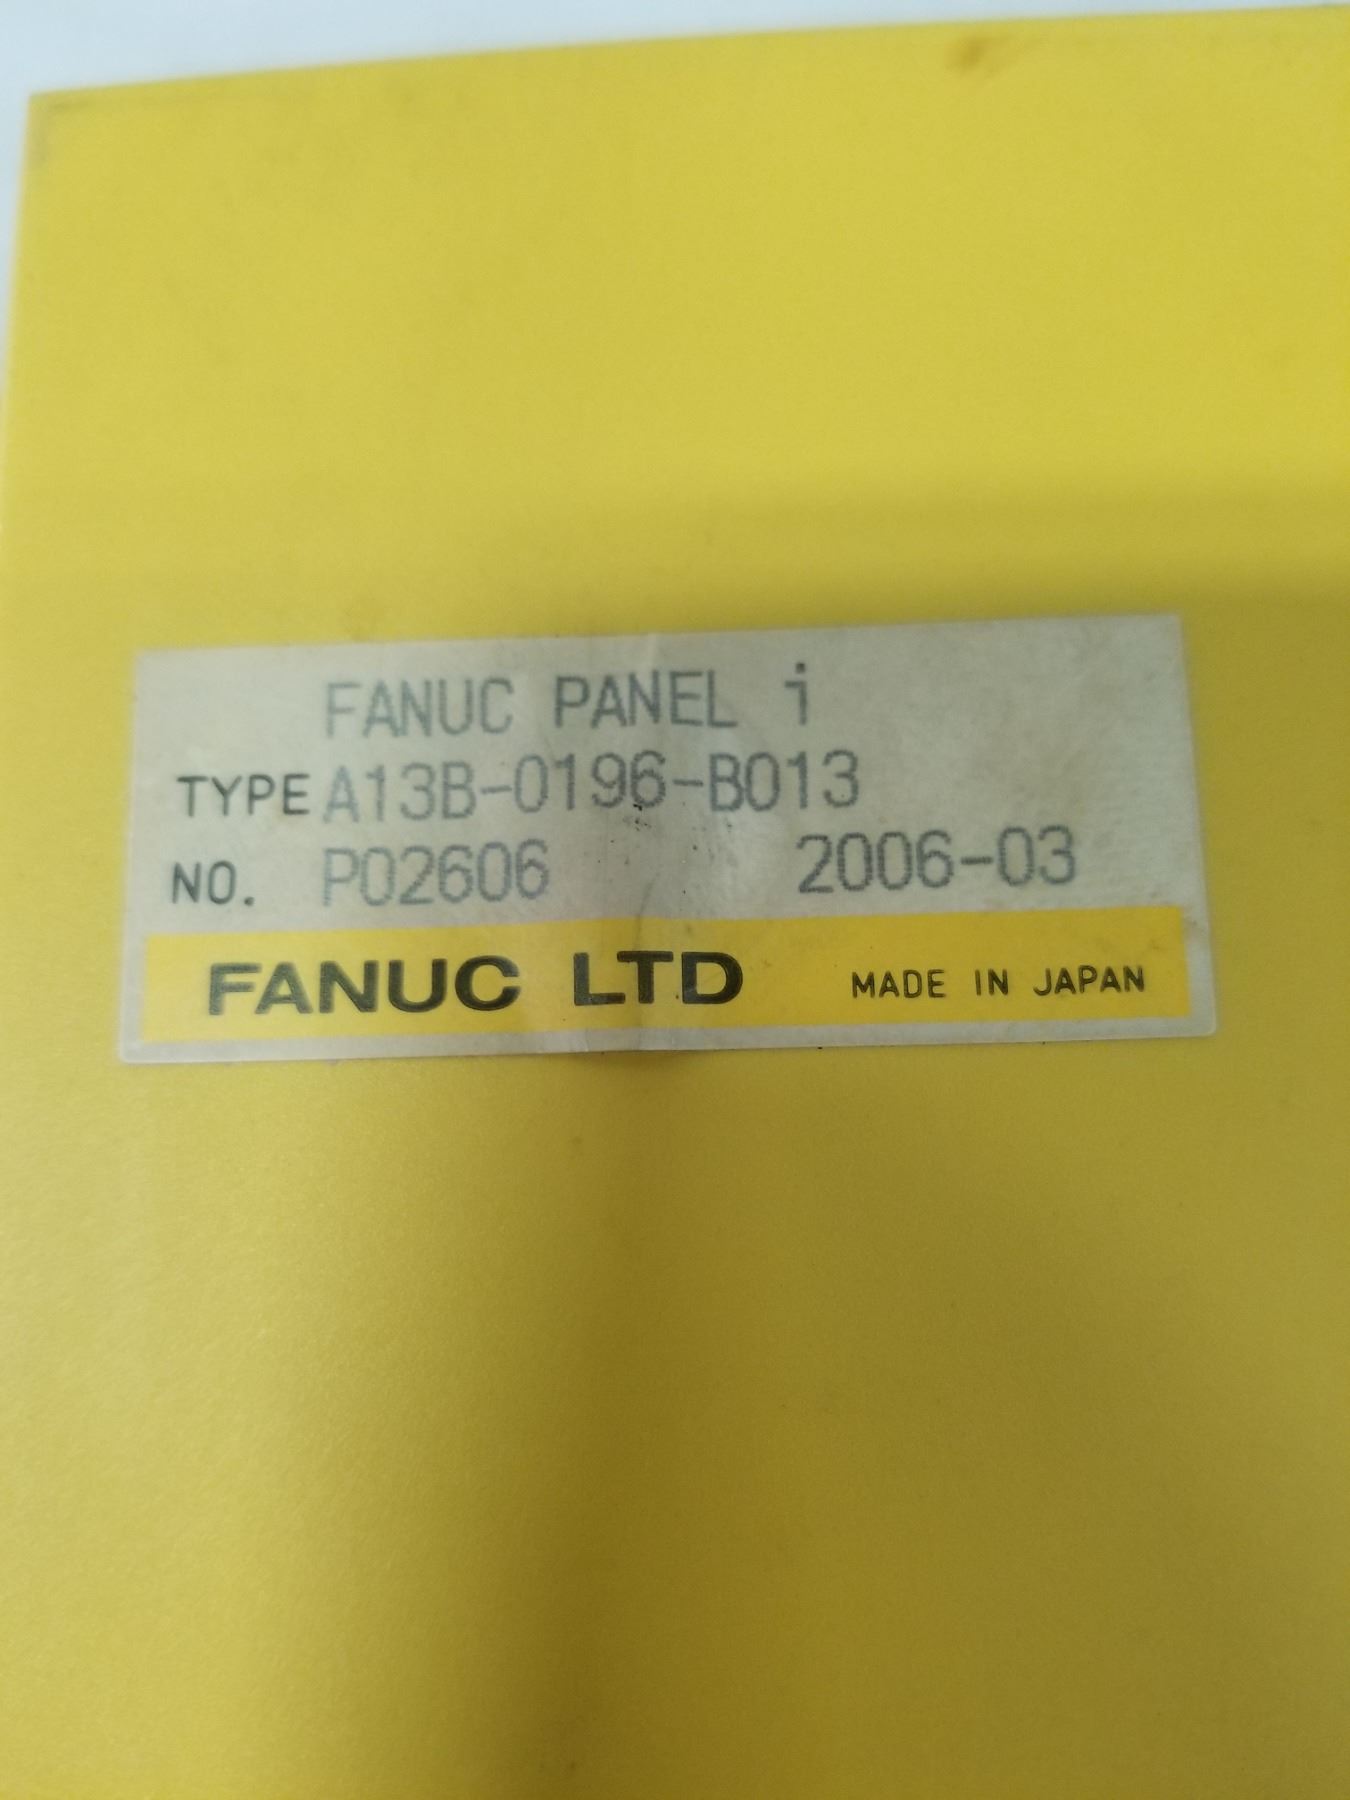 FANUC PANEL i
TYPE A13B-0196-B013
NO. P02606 2006-03
FANUC LTD MADE IN JAPAN